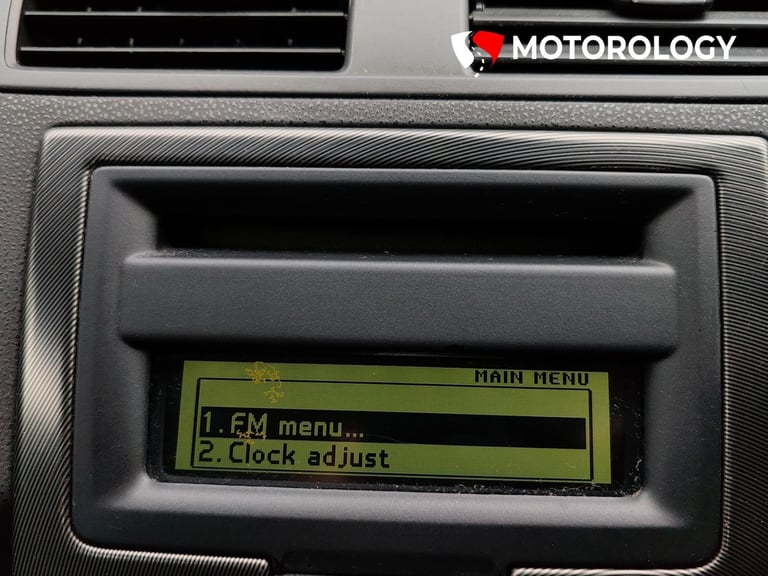 MOTOROLOGY
MAIN MENU
1. FM menu...
2. Clock adjust